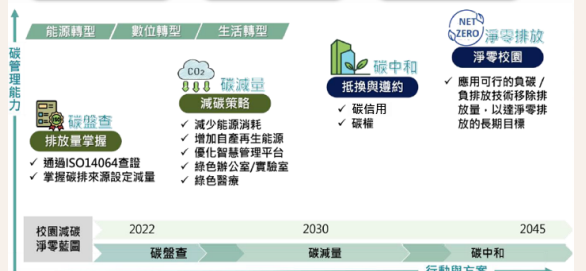 能源轉型
數位轉型
生活轉型
碳管理能力
NET
ZERO
淨零排放
淨零校園
✓ 應用可行的負碳/
負排放技術移除排
放量，以達淨零排
放的長期目標
碳中和
抵換與遵約
✓ 碳信用
✓ 碳權
CO₂
碳減量
減碳策略
✓ 減少能源消耗
✓ 增加自產再生能源
✓ 優化智慧管理平台
✓ 綠色辦公室/實驗室
✓ 綠色醫療
碳盤查
排放量掌握
✓ 通過ISO14064查證
✓ 掌握碳排來源設定減量
校園減碳
淨零藍圖
2022
2030
2045
碳盤查
碳減量
碳中和
行動與方案